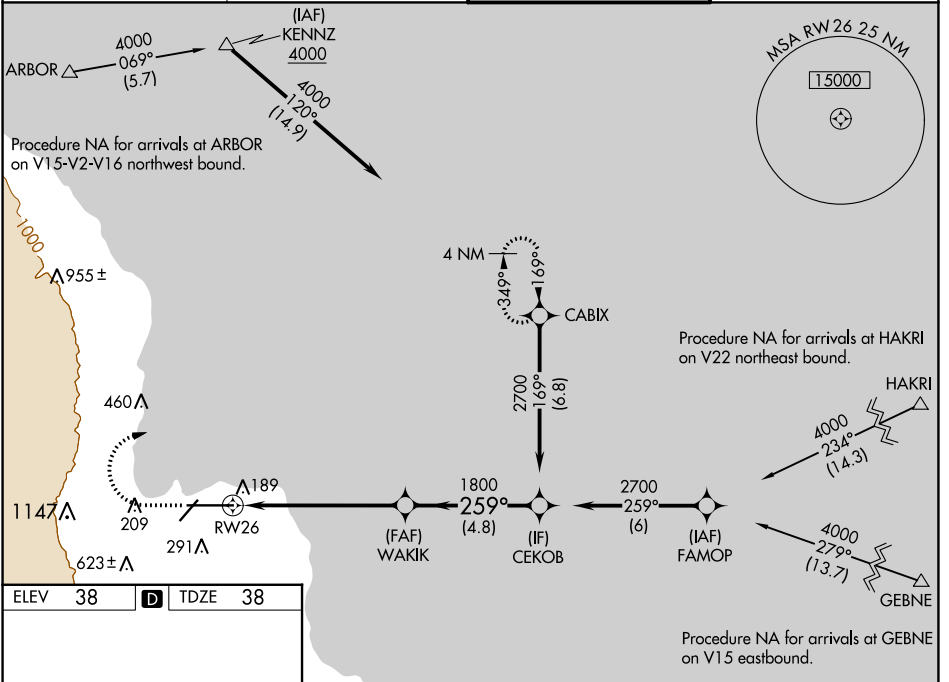 (IAF)
KENNZ
4000
ARBOR
4000
069°
(5.7)
4000
120°
(14.9)
MSA RW26 25 NM
15000
Procedure NA for arrivals at ARBOR
on V15-V2-V16 northwest bound.
1000
955 ±
4 NM
349°
169°
CABIX
2700
169°
(6.8)
Procedure NA for arrivals at HAKRI
on V22 northeast bound.
HAKRI
4000
234°
(14.3)
460
189
1147
209
RW26
291
623 ±
(FAF)
WAKIK
1800
259°
(4.8)
(IF)
CEKOB
2700
259°
(6)
(IAF)
FAMOP
4000
279°
(13.7)
GEBNE
Procedure NA for arrivals at GEBNE
on V15 eastbound.
ELEV 38 D TDZE 38